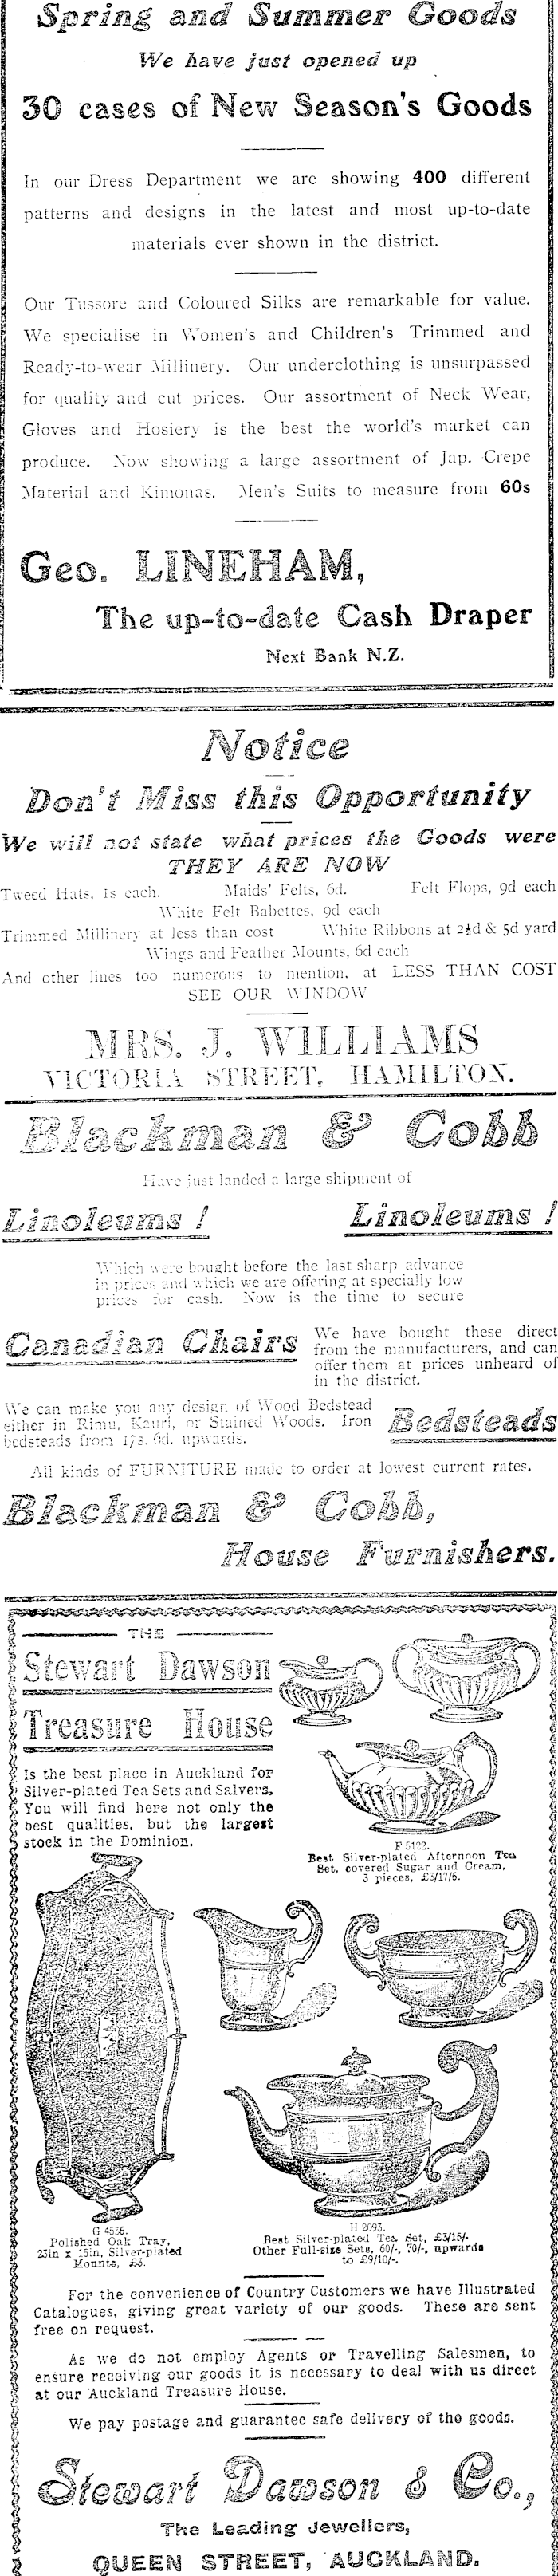 Spring and Summer Goods
We have just opened up
30 cases of New Season's Goods
In our Dress Department we are showing 400 different
patterns and designs in the latest and most up-to-date
materials ever shown in the district.
Our Tussore and Coloured Silks are remarkable for value.
We specialise in Women's and Children's Trimmed and
Ready-to-wear Millinery. Our underclothing is unsurpassed
for quality and cut prices. Our assortment of Neck Wear,
Gloves and Hosiery is the best the world's market can
produce. Now showing a large assortment of Jap. Crepe
Material and Kimonas. Men's Suits to measure from 60s
Geo. LINEHAM,
The up-to-date Cash Draper
Next Bank N.Z.
Notice
Don't Miss this Opportunity
We will not state what prices the Goods were
THEY ARE NOW
Tweed Hats, 1s each. Maids' Felts, 6d. Felt Flops, 9d each
White Felt Babettes, 9d each
Trimmed Millinery at less than cost White Ribbons at 2½d & 5d yard
Wings and Feather Mounts, 6d each
And other lines too numerous to mention, at LESS THAN COST
SEE OUR WINDOW
MRS. J. WILLIAMS
VICTORIA STREET, HAMILTON.
Blackman & Cobb
Have just landed a large shipment of
Linoleums ! Linoleums !
Which were bought before the last sharp advance
in prices and which we are offering at specially low
prices for cash. Now is the time to secure
Canadian Chairs
We have bought these direct
from the manufacturers, and can
offer them at prices unheard of
in the district.
We can make you any design of Wood Bedstead
either in Rimu, Kauri, or Stained Woods. Iron
bedsteads from 17s. 6d. upwards.
Bedsteads
All kinds of FURNITURE made to order at lowest current rates.
Blackman & Cobb,
House Furnishers.
THE
Stewart Dawson
Treasure House
Is the best place in Auckland for
Silver-plated Tea Sets and Salvers.
You will find here not only the
best qualities, but the largest
stock in the Dominion.
F 5122.
Best Silver-plated Afternoon Tea
Set, covered Sugar and Cream,
3 pieces, £3/17/6.
G 4536.
Polished Oak Tray,
23in x 15in, Silver-plated
Mounts, £3.
H 2093.
Best Silver-plated Tea Set, £3/15/-
Other Full-size Sets, 60/-, 70/-, upwards
to £9/10/-.
For the convenience of Country Customers we have Illustrated
Catalogues, giving great variety of our goods. These are sent
free on request.
As we do not employ Agents or Travelling Salesmen, to
ensure receiving our goods it is necessary to deal with us direct
at our Auckland Treasure House.
We pay postage and guarantee safe delivery of the goods.
Stewart Dawson & Co.,
The Leading Jewellers,
QUEEN STREET, AUCKLAND.